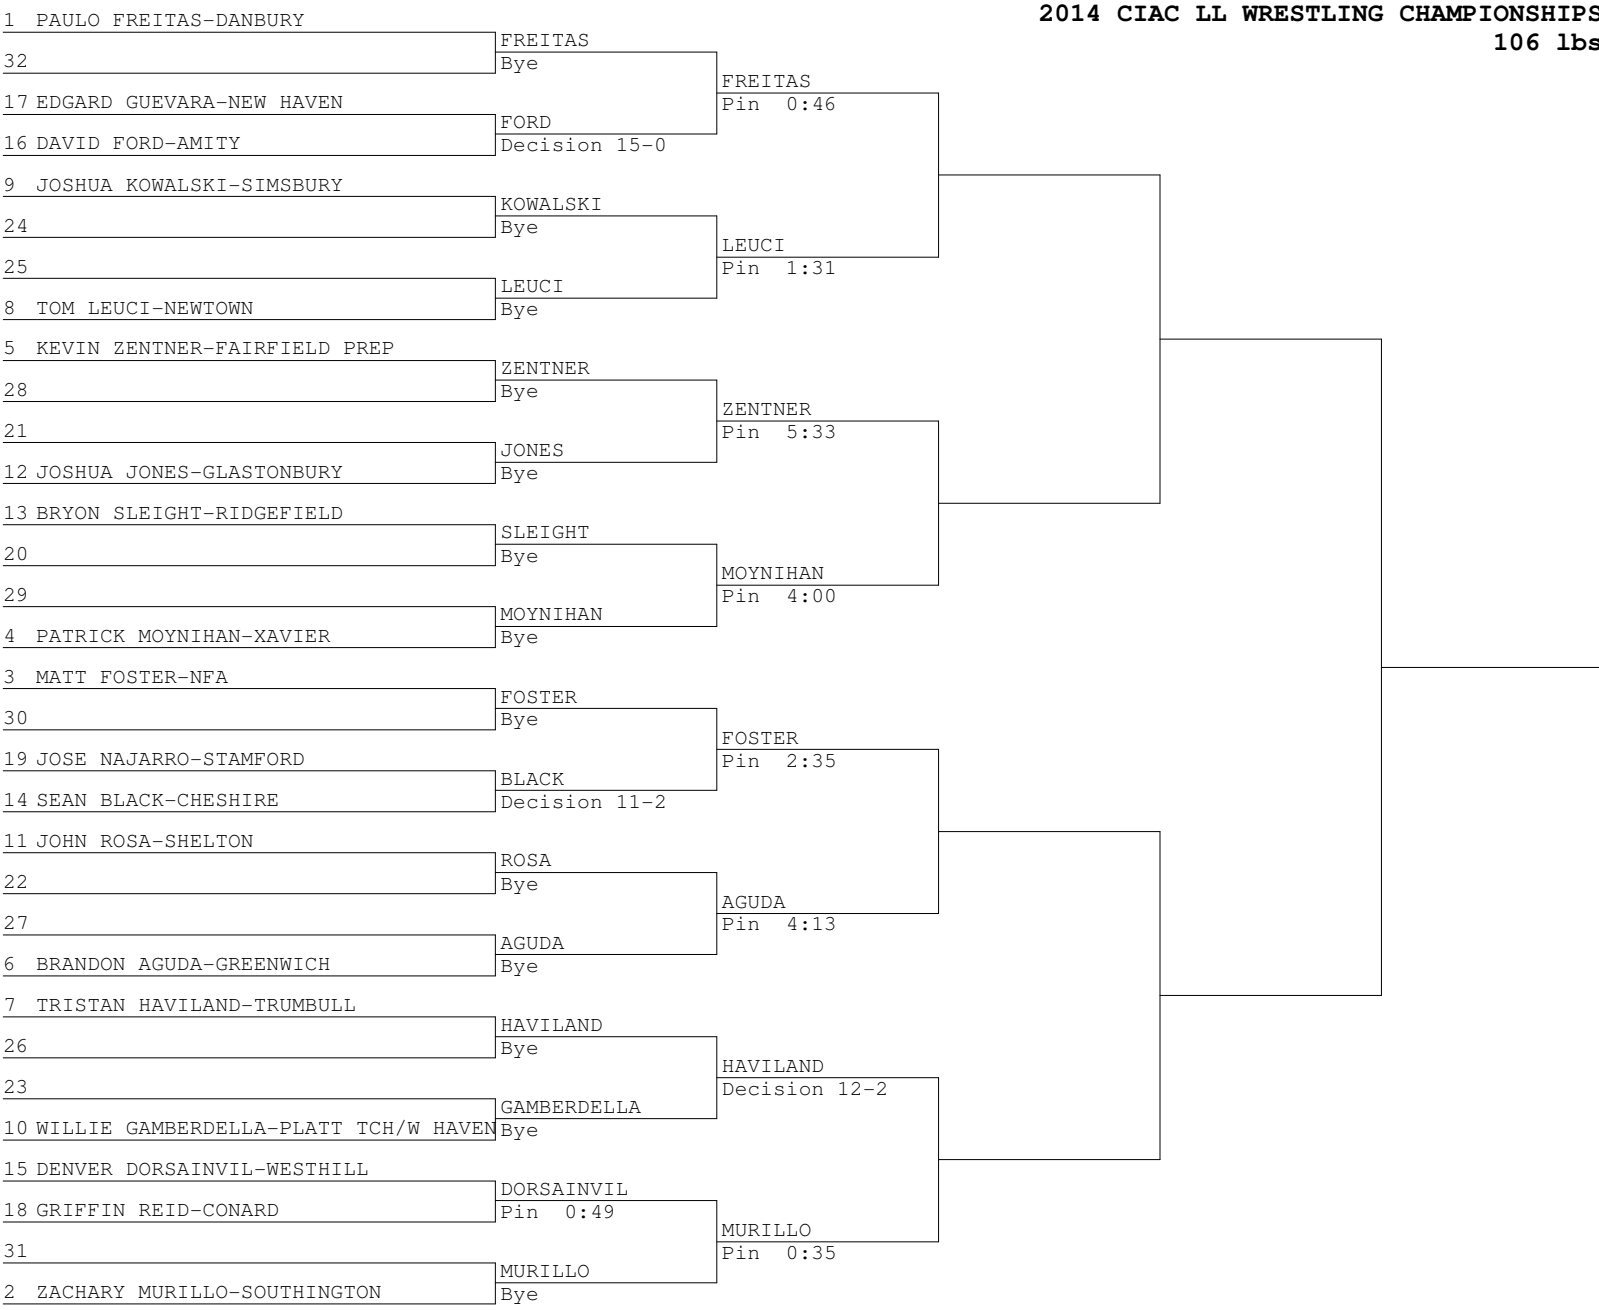 2014 CIAC LL WRESTLING CHAMPIONSHIPS
106 lbs
1 PAULO FREITAS-DANBURY
FREITAS
32
Bye
FREITAS
17 EDGARD GUEVARA-NEW HAVEN
Pin 0:46
FORD
16 DAVID FORD-AMITY
Decision 15-0
9 JOSHUA KOWALSKI-SIMSBURY
KOWALSKI
24
Bye
LEUCI
25
Pin 1:31
LEUCI
8 TOM LEUCI-NEWTOWN
Bye
5 KEVIN ZENTNER-FAIRFIELD PREP
ZENTNER
28
Bye
ZENTNER
21
Pin 5:33
JONES
12 JOSHUA JONES-GLASTONBURY
Bye
13 BRYON SLEIGHT-RIDGEFIELD
SLEIGHT
20
Bye
MOYNIHAN
29
Pin 4:00
MOYNIHAN
4 PATRICK MOYNIHAN-XAVIER
Bye
3 MATT FOSTER-NFA
FOSTER
30
Bye
FOSTER
19 JOSE NAJARRO-STAMFORD
Pin 2:35
BLACK
14 SEAN BLACK-CHESHIRE
Decision 11-2
11 JOHN ROSA-SHELTON
ROSA
22
Bye
AGUDA
27
Pin 4:13
AGUDA
6 BRANDON AGUDA-GREENWICH
Bye
7 TRISTAN HAVILAND-TRUMBULL
HAVILAND
26
Bye
HAVILAND
23
Decision 12-2
GAMBERDELLA
10 WILLIE GAMBERDELLA-PLATT TCH/W HAVEN
Bye
15 DENVER DORSAINVIL-WESTHILL
DORSAINVIL
18 GRIFFIN REID-CONARD
Pin 0:49
MURILLO
31
Pin 0:35
MURILLO
2 ZACHARY MURILLO-SOUTHINGTON
Bye